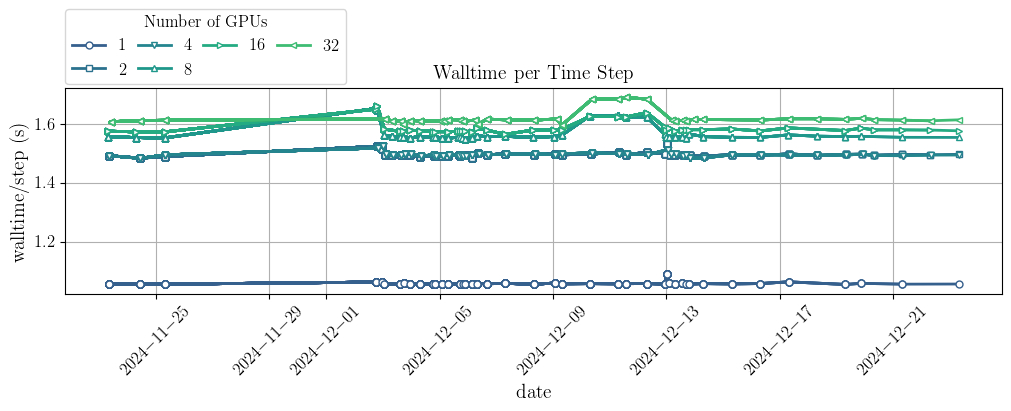 Number of GPUs
1 4 16 32
2 8
Walltime per Time Step
walltime/step (s)
1.6
1.4
1.2
2024−11−25 2024−11−29 2024−12−01 2024−12−05 2024−12−09 2024−12−13 2024−12−17 2024−12−21
date